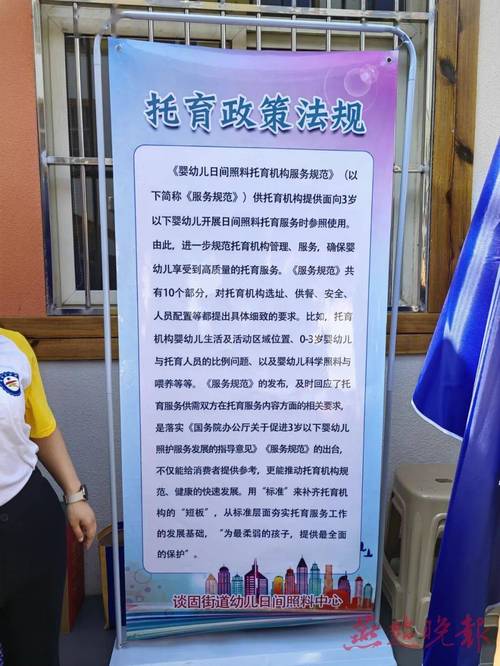 托育政策法规
《婴幼儿日间照料托育机构服务规范》（以
下简称《服务规范》）供托育机构提供面向3岁
以下婴幼儿开展日间照料托育服务时参照使用。
由此，进一步规范托育机构管理、服务，确保婴
幼儿享受到高质量的托育服务。《服务规范》共
有10个部分，对托育机构选址、供餐、安全、
人员配置等都提出具体细致的要求。比如，托育
机构婴幼儿生活及活动区域位置、0-3岁婴幼儿
与托育人员的比例问题、以及婴幼儿科学照料与
喂养等等。《服务规范》的发布，及时回应了托
育服务供需双方在托育服务内容方面的相关要求，
是落实《国务院办公厅关于促进3岁以下婴幼儿
照护服务发展的指导意见》《服务规范》的出台，
不仅能给消费者提供参考，更能推动托育机构规
范、健康的快速发展。用“标准”来补齐托育机
构的“短板”，从标准层面夯实托育服务工作
的发展基础，“为最柔弱的孩子，提供最全面
的保护”。
谈固街道幼儿日间照料中心
燕赵晚报